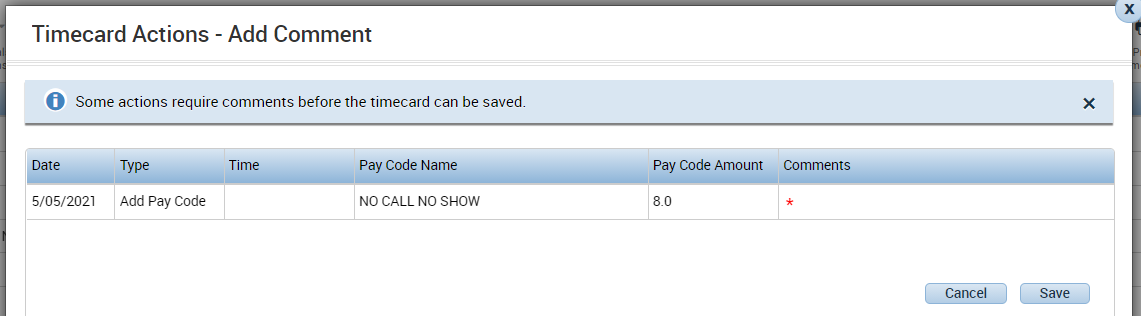 X
Timecard Actions - Add Comment
Some actions require comments before the timecard can be saved.
Date Type Time Pay Code Name Pay Code Amount Comments
5/05/2021 Add Pay Code NO CALL NO SHOW 8.0 *
Cancel Save